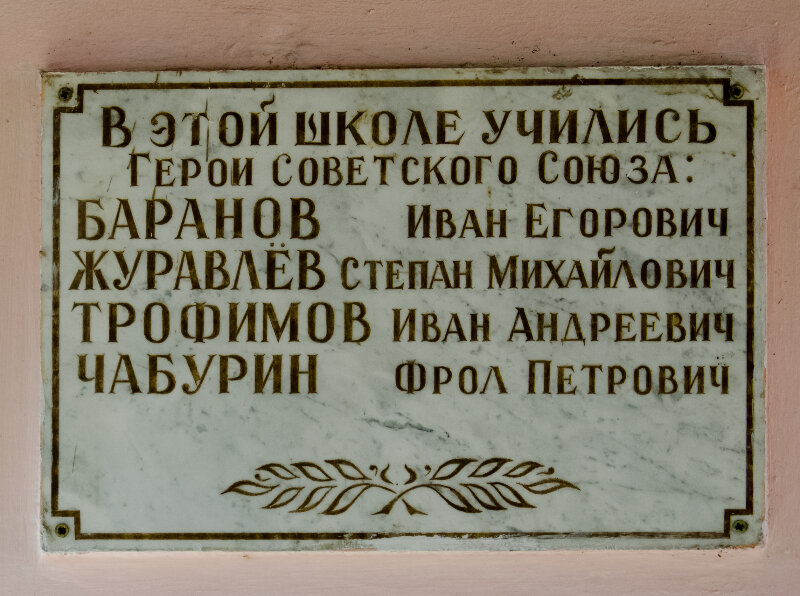 В ЭТОЙ ШКОЛЕ УЧИЛИСЬ
ГЕРОИ СОВЕТСКОГО СОЮЗА:
БАРАНОВ ИВАН ЕГОРОВИЧ
ЖУРАВЛЁВ СТЕПАН МИХАЙЛОВИЧ
ТРОФИМОВ ИВАН АНДРЕЕВИЧ
ЧАБУРИН ФРОЛ ПЕТРОВИЧ